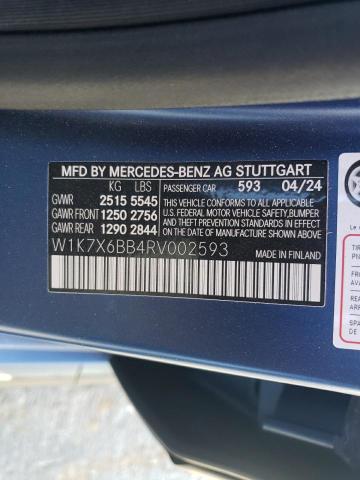 MFD BY MERCEDES-BENZ AG STUTTGART
KG LBS PASSENGER CAR 593 04/24
GVWR 2515 5545
GAWR FRONT 1250 2756
GAWR REAR 1290 2844
THIS VEHICLE CONFORMS TO ALL APPLICABLE
U.S. FEDERAL MOTOR VEHICLE SAFETY, BUMPER,
AND THEFT PREVENTION STANDARDS IN EFFECT
ON THE DATE OF MANUFACTURE SHOWN ABOVE.
W1K7X6BB4RV002593
MADE IN FINLAND